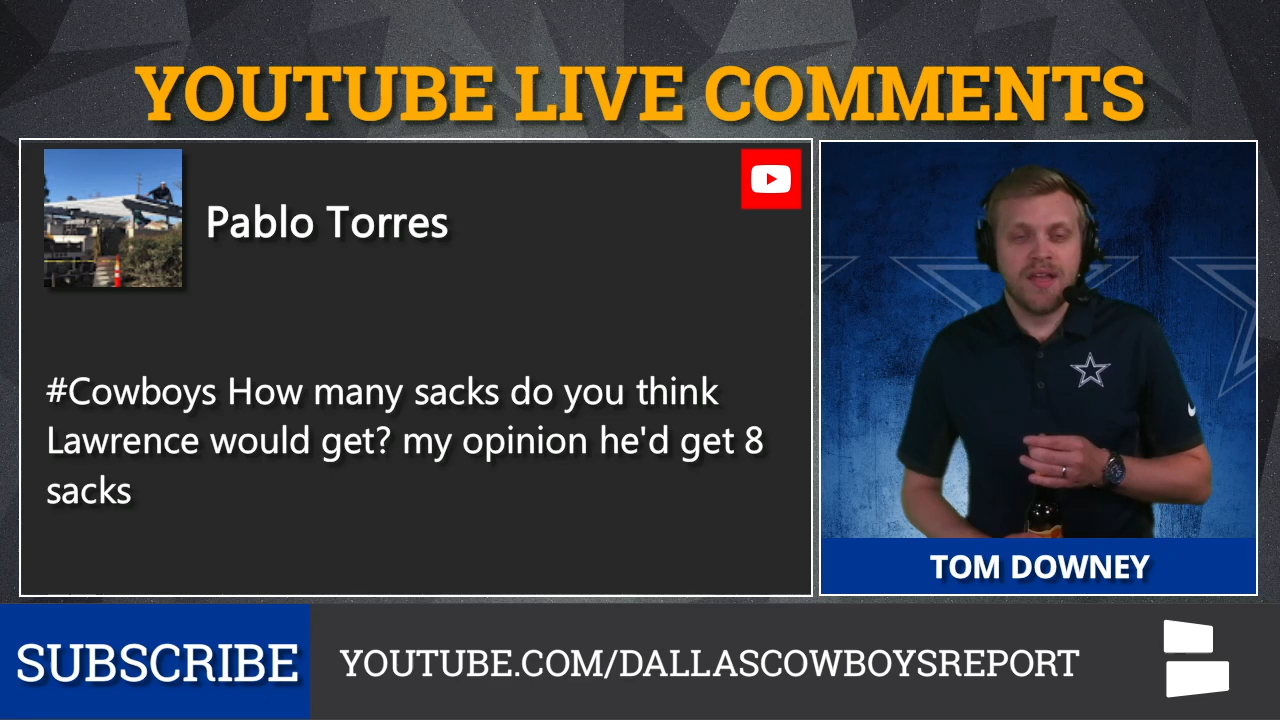 YOUTUBE LIVE COMMENTS
Pablo Torres
#Cowboys How many sacks do you think
Lawrence would get? my opinion he'd get 8
sacks
TOM DOWNEY
SUBSCRIBE
YOUTUBE.COM/DALLASCOWBOYSREPORT